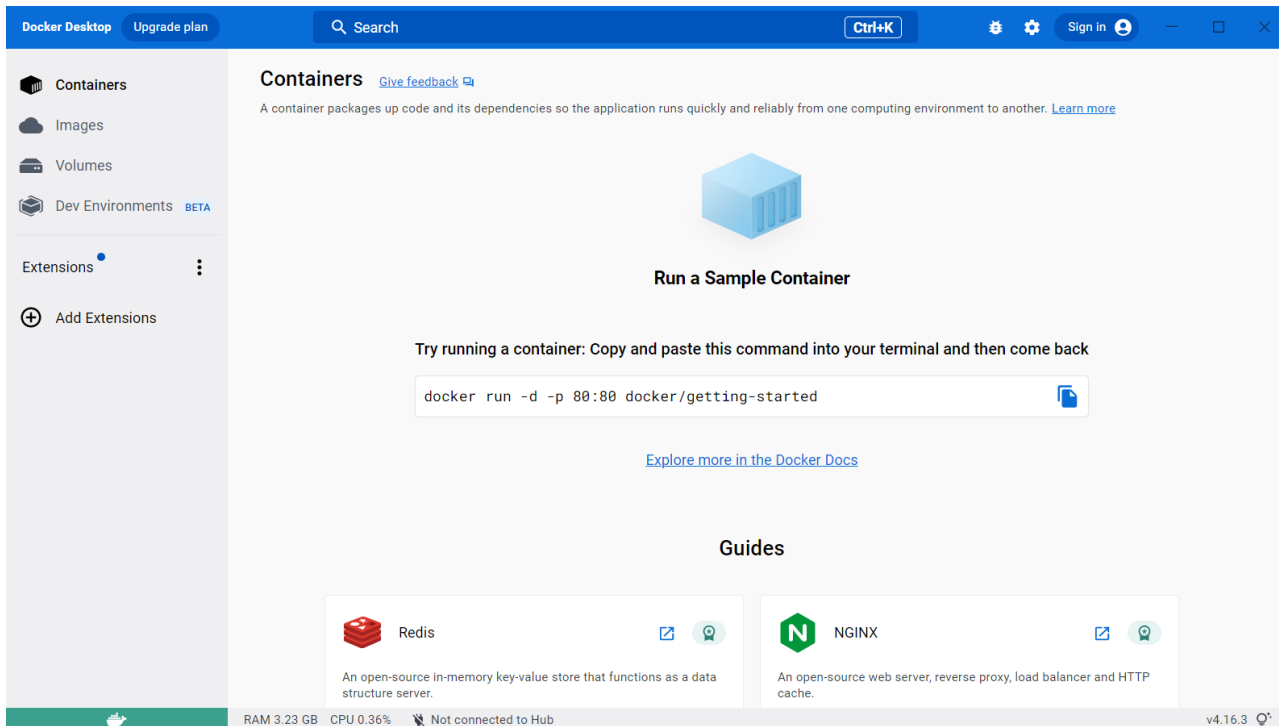 Docker Desktop Upgrade plan Search Ctrl+K Sign in
Containers
Images
Volumes
Dev Environments BETA
Extensions
Add Extensions
Containers Give feedback
A container packages up code and its dependencies so the application runs quickly and reliably from one computing environment to another. Learn more
Run a Sample Container
Try running a container: Copy and paste this command into your terminal and then come back
docker run -d -p 80:80 docker/getting-started
Explore more in the Docker Docs
Guides
Redis
An open-source in-memory key-value store that functions as a data
structure server.
N NGINX
An open-source web server, reverse proxy, load balancer and HTTP
cache.
RAM 3.23 GB CPU 0.36% Not connected to Hub v4.16.3